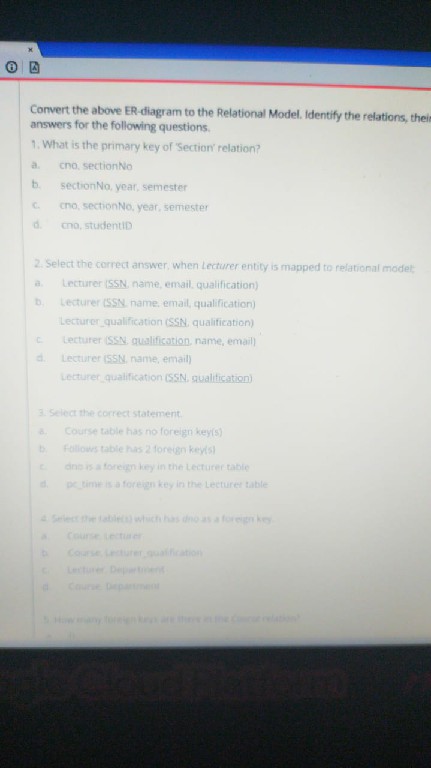 Convert the above ER-diagram to the Relational Model. Identify the relations, their
answers for the following questions.
1. What is the primary key of 'Section' relation?
a. cno, sectionNo
b. sectionNo, year, semester
c. cno, sectionNo, year, semester
d. cno, studentID
2. Select the correct answer, when Lecturer entity is mapped to relational model:
a. Lecturer (SSN, name, email, qualification)
b. Lecturer (SSN, name, email, qualification)
Lecturer_qualification (SSN, qualification)
c. Lecturer (SSN, qualification, name, email)
d. Lecturer (SSN, name, email)
Lecturer_qualification (SSN, qualification)
3. Select the correct statement.
a. Course table has no foreign key(s)
b. Follows table has 2 foreign key(s)
c. dno is a foreign key in the Lecturer table
d. pc_time is a foreign key in the Lecturer table
4. Select the table(s) which has dno as a foreign key.
a. Course, Lecturer
b. Course, Lecturer_qualification
c. Lecturer, Department
d. Course, Department
5. How many foreign keys are there in the relation?